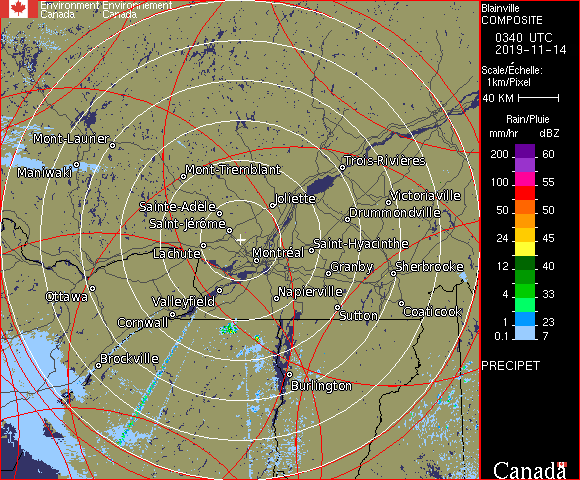 Environment Environnement
Canada Canada
Blainville
COMPOSITE
0340 UTC
2019-11-14
Scale/Échelle:
1km/Pixel
40 KM
Rain/Pluie
mm/hr dBZ
200 60
100 55
50 50
24 45
12 40
4 33
1 23
0.1 7
PRECIPET
Canada
Mont-Laurier
Maniwaki
Mont-Tremblant
Trois-Rivières
Joliette
Victoriaville
Sainte-Adèle
Drummondville
Saint-Jérôme
Saint-Hyacinthe
Lachute
Montréal
Granby
Sherbrooke
Ottawa
Valleyfield
Napierville
Cornwall
Sutton
Coaticook
Brockville
Burlington